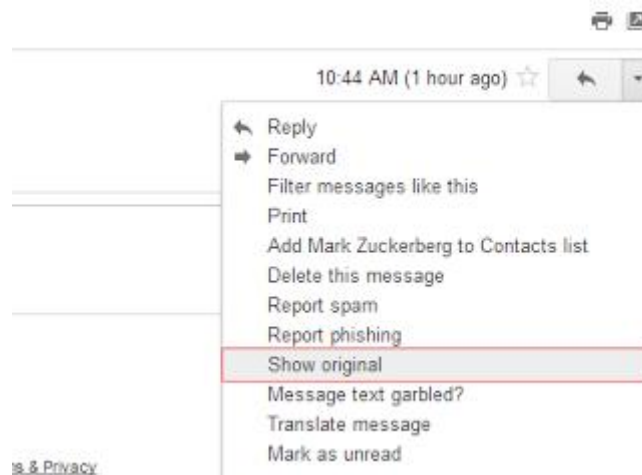 10:44 AM (1 hour ago)
Reply
Forward
Filter messages like this
Print
Add Mark Zuckerberg to Contacts list
Delete this message
Report spam
Report phishing
Show original
Message text garbled?
Translate message
Mark as unread
& Privacy